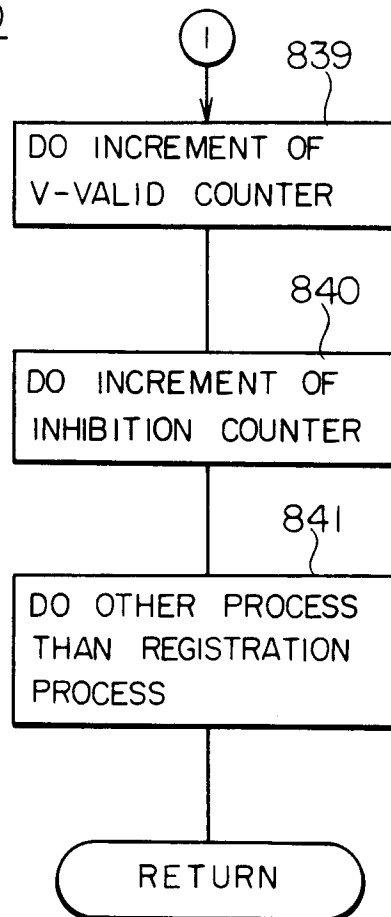 1
839
DO INCREMENT OF
V-VALID COUNTER
840
DO INCREMENT OF
INHIBITION COUNTER
841
DO OTHER PROCESS
THAN REGISTRATION
PROCESS
RETURN